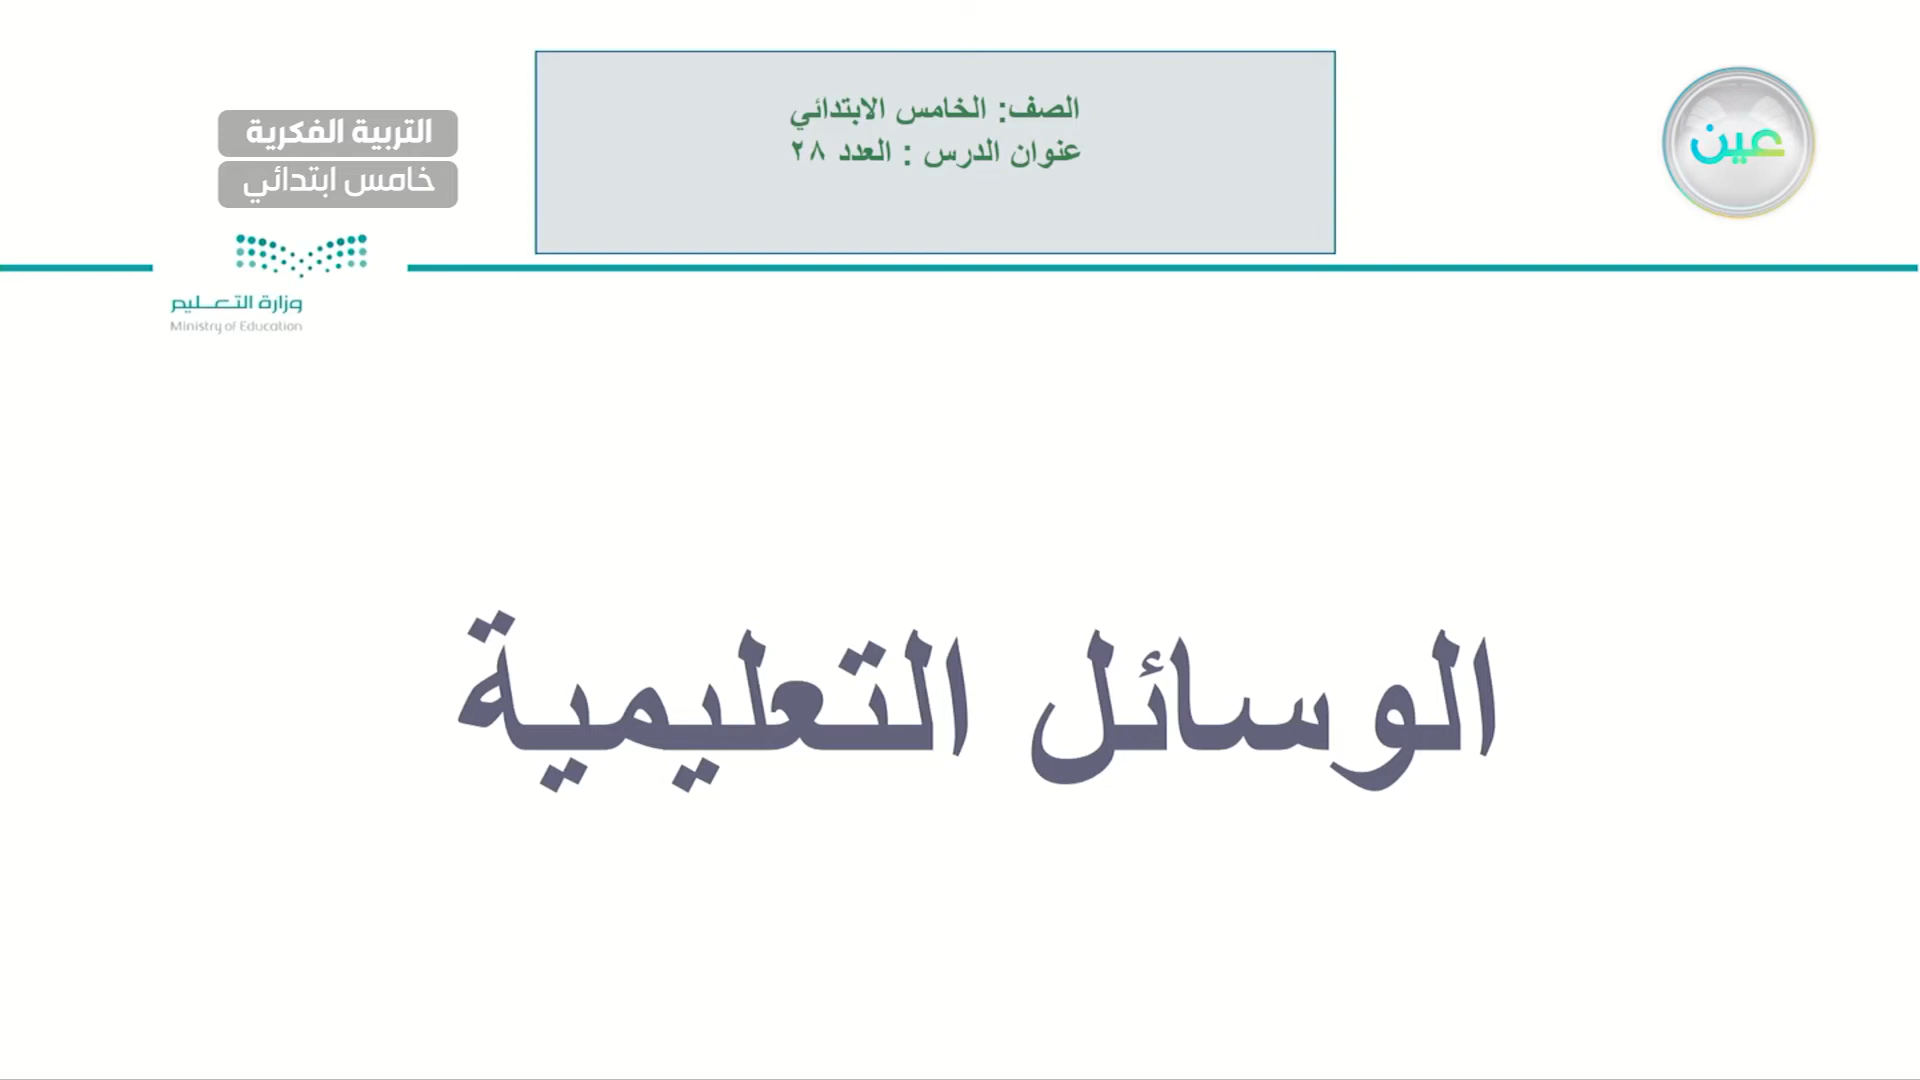 الصف: الخامس الابتدائي
عنوان الدرس : العدد ٢٨
عين
التربية الفكرية
خامس ابتدائي
وزارة التعليم
Ministry of Education
الوسائل التعليمية